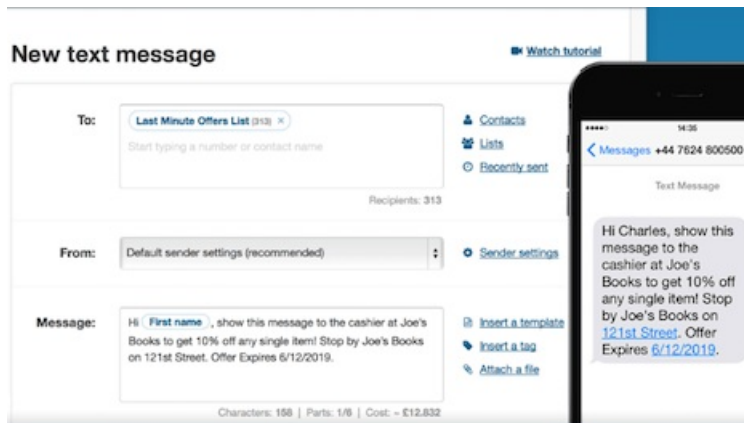 New text message
Watch tutorial
To:
Last Minute Offers List (313) ×
Start typing a number or contact name
Recipients: 313
Contacts
Lists
Recently sent
From:
Default sender settings (recommended)
Sender settings
Message:
Hi First name , show this message to the cashier at Joe's
Books to get 10% off any single item! Stop by Joe's Books
on 121st Street. Offer Expires 6/12/2019.
Insert a template
Insert a tag
Attach a file
Characters: 158 | Parts: 1/6 | Cost: ~ £12.832
14:35
Messages +44 7624 800500
Text Message
Hi Charles, show this
message to the
cashier at Joe's
Books to get 10% off
any single item! Stop
by Joe's Books on
121st Street. Offer
Expires 6/12/2019.